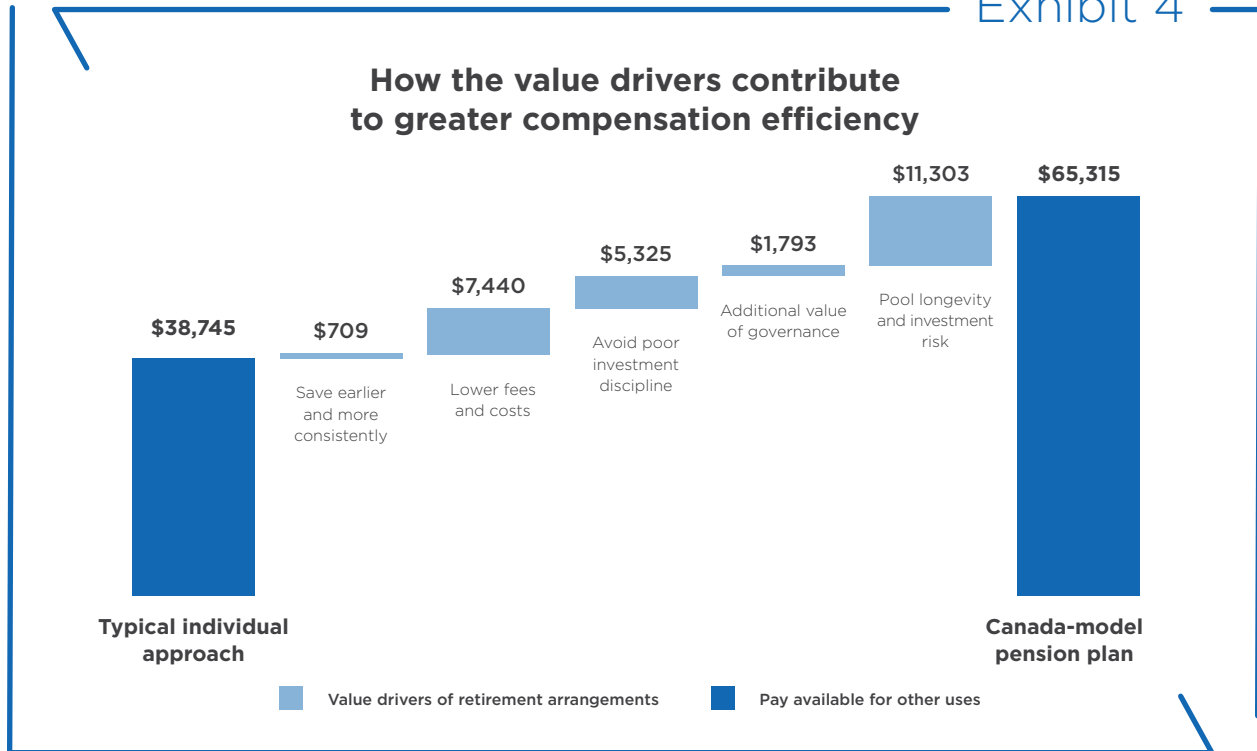 Exhibit 4
How the value drivers contribute
to greater compensation efficiency
$38,745
$709
$7,440
$5,325
$1,793
$11,303
$65,315
Save earlier
and more
consistently
Lower fees
and costs
Avoid poor
investment
discipline
Additional value
of governance
Pool longevity
and investment
risk
Typical individual
approach
Canada-model
pension plan
Value drivers of retirement arrangements
Pay available for other uses